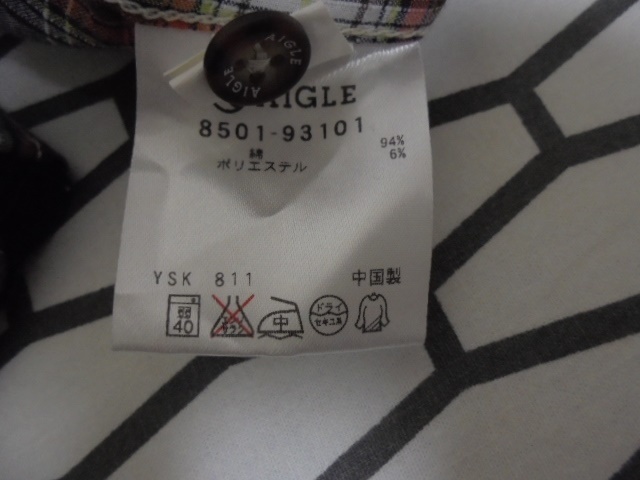 AIGLE
AIGLE
AIGLE
8501-93101
綿 94%
ポリエステル 6%
YSK 811 中国製
弱
40
中
ドライ
セキユ系